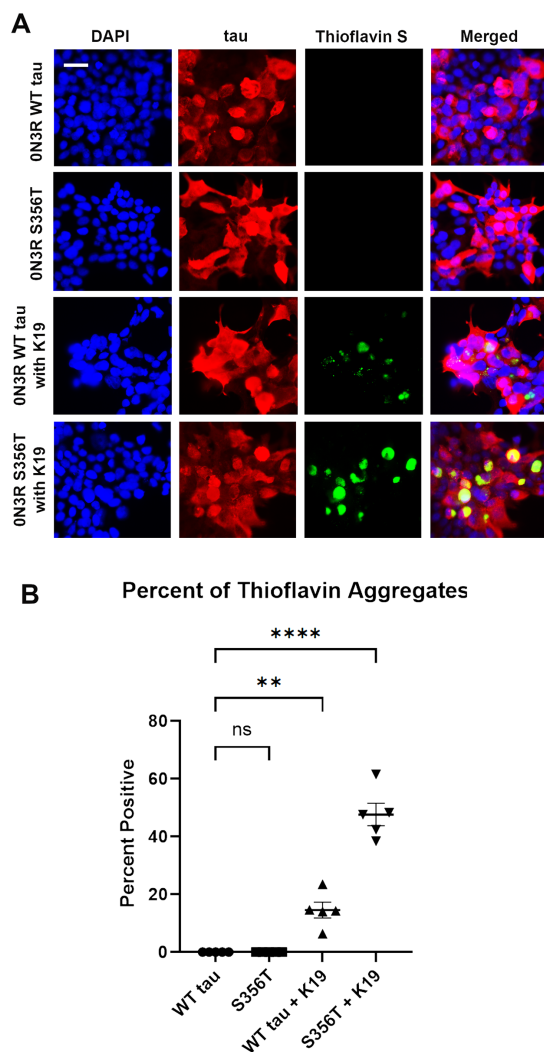 A
DAPI tau Thioflavin S Merged
0N3R WT tau
0N3R S356T
0N3R WT tau
with K19
0N3R S356T
with K19
B Percent of Thioflavin Aggregates
****
**
ns
Percent Positive
80
60
40
20
0
WT tau
S356T
WT tau + K19
S356T + K19